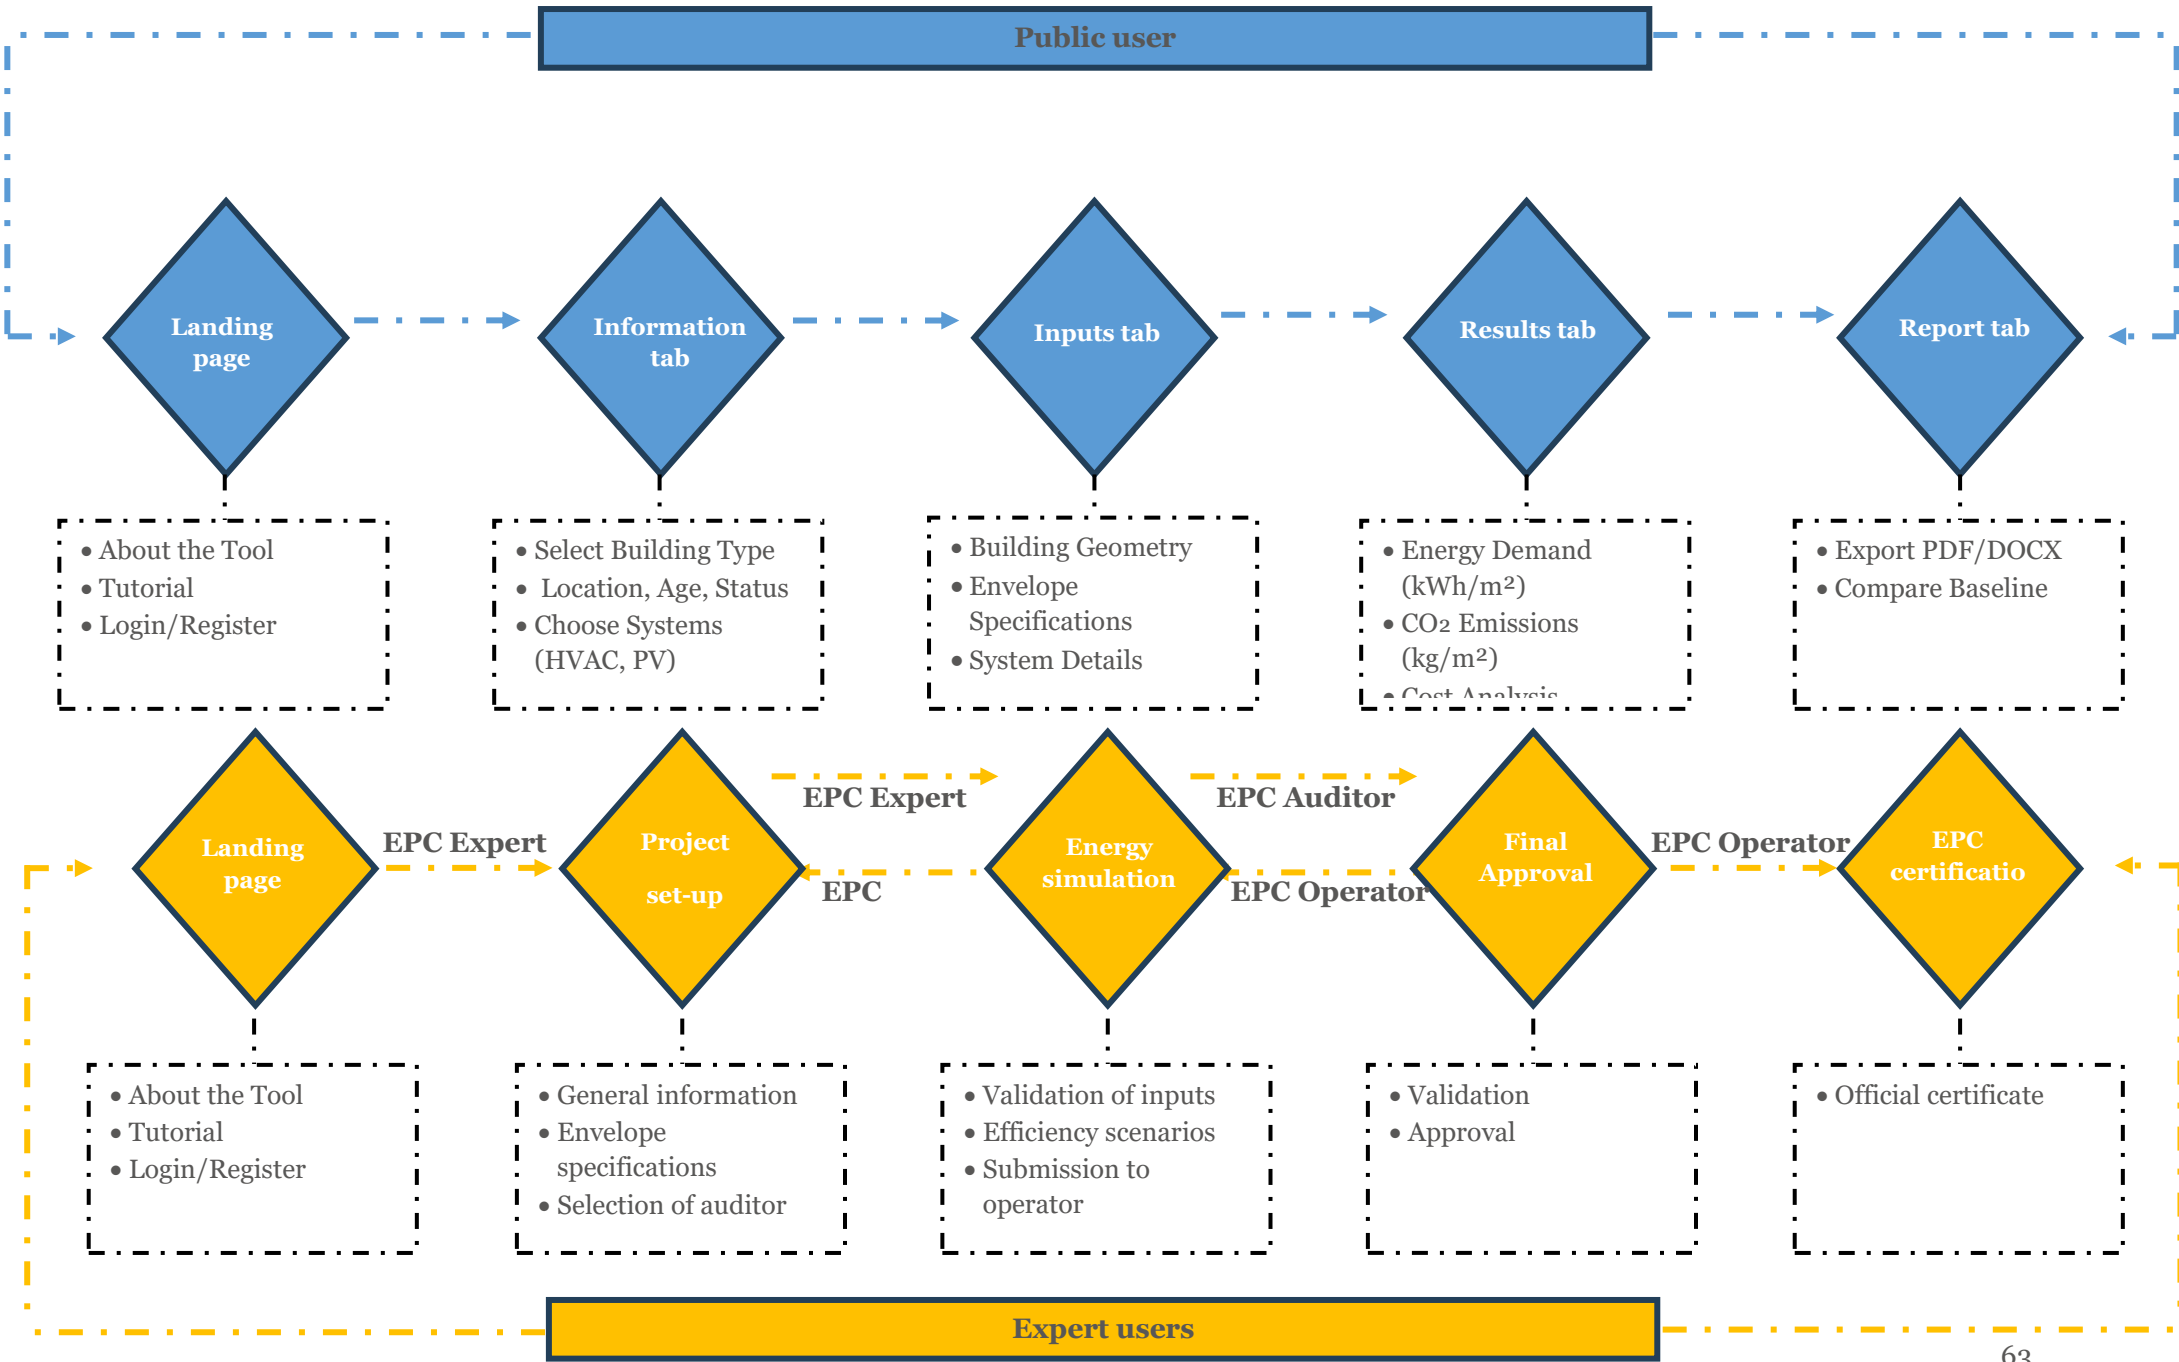 Public user
Landing
page
Information
tab
Inputs tab
Results tab
Report tab
• About the Tool
• Tutorial
• Login/Register
• Select Building Type
• Location, Age, Status
• Choose Systems
(HVAC, PV)
• Building Geometry
• Envelope
Specifications
• System Details
• Energy Demand
(kWh/m²)
• CO₂ Emissions
(kg/m²)
• Cost Analysis
• Export PDF/DOCX
• Compare Baseline
Landing
page
EPC Expert
Project
set-up
EPC Expert
EPC
Energy
simulation
EPC Auditor
EPC Operator
Final
Approval
EPC Operator
EPC
certificatio
• About the Tool
• Tutorial
• Login/Register
• General information
• Envelope
specifications
• Selection of auditor
• Validation of inputs
• Efficiency scenarios
• Submission to
operator
• Validation
• Approval
• Official certificate
Expert users
63